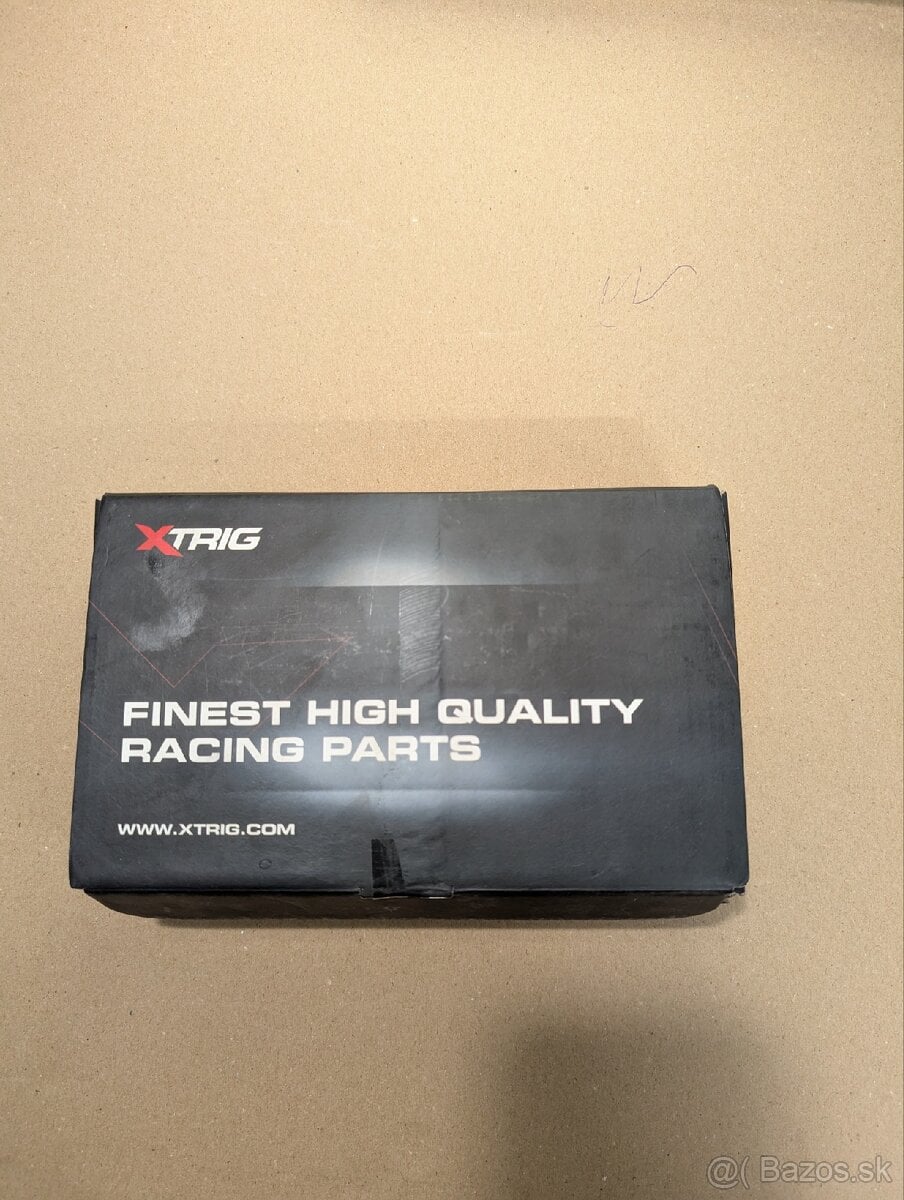 XTRIG
FINEST HIGH QUALITY
RACING PARTS
WWW.XTRIG.COM
@( Bazos.sk